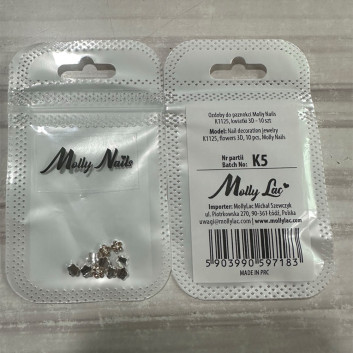 Molly Nails
Ozdoby do paznokci Molly Nails
K1125, kwiatki 3D - 10 szt
Model: Nail decoration jewelry
K1125, flowers 3D, 10 pcs, Molly Nails
Nr partii
Batch No: K5
Molly Lac
Importer: MollyLac Michał Szewczyk
ul. Piotrkowska 270, 90-361 Łódź, Polska
uwagi@mollylac.com | www.mollylac.com
5 903990 597183
MADE IN PRC